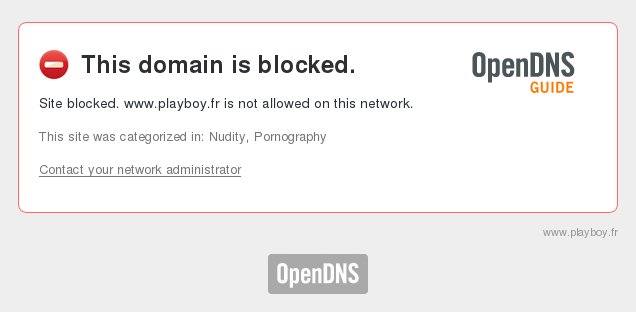 This domain is blocked.
OpenDNS
GUIDE
Site blocked. www.playboy.fr is not allowed on this network.
This site was categorized in: Nudity, Pornography
Contact your network administrator
www.playboy.fr
OpenDNS